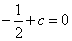 -1/2 + c = 0